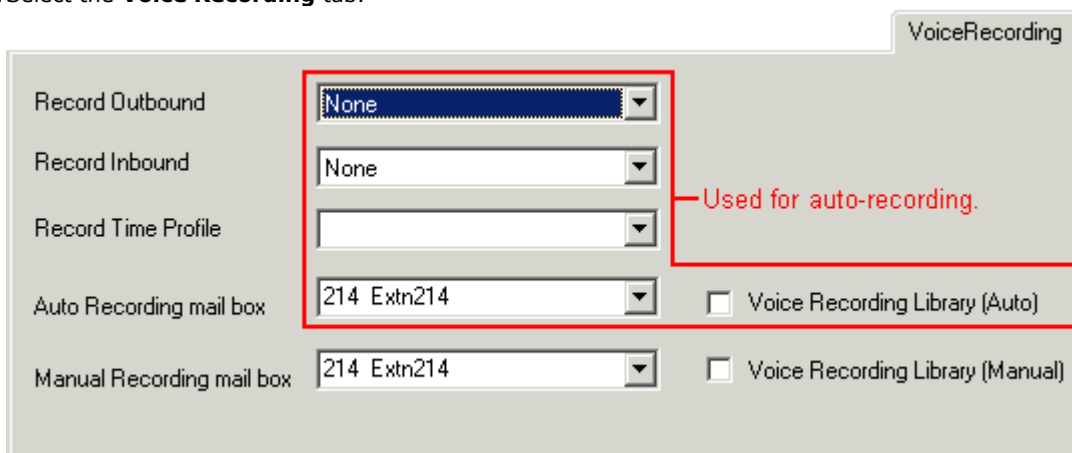 Select the Voice Recording tab.
VoiceRecording
Record Outbound None
Record Inbound None
Used for auto-recording.
Record Time Profile
Auto Recording mail box 214 Extn214 Voice Recording Library (Auto)
Manual Recording mail box 214 Extn214 Voice Recording Library (Manual)